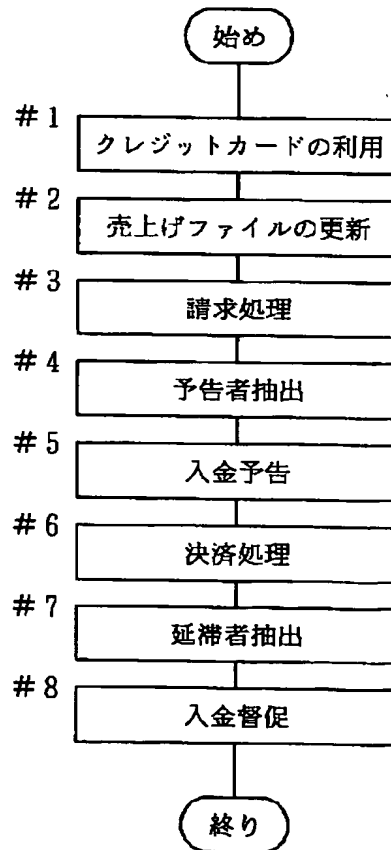 始め
#1
クレジットカードの利用
#2
売上げファイルの更新
#3
請求処理
#4
予告者抽出
#5
入金予告
#6
決済処理
#7
延滞者抽出
#8
入金督促
終り